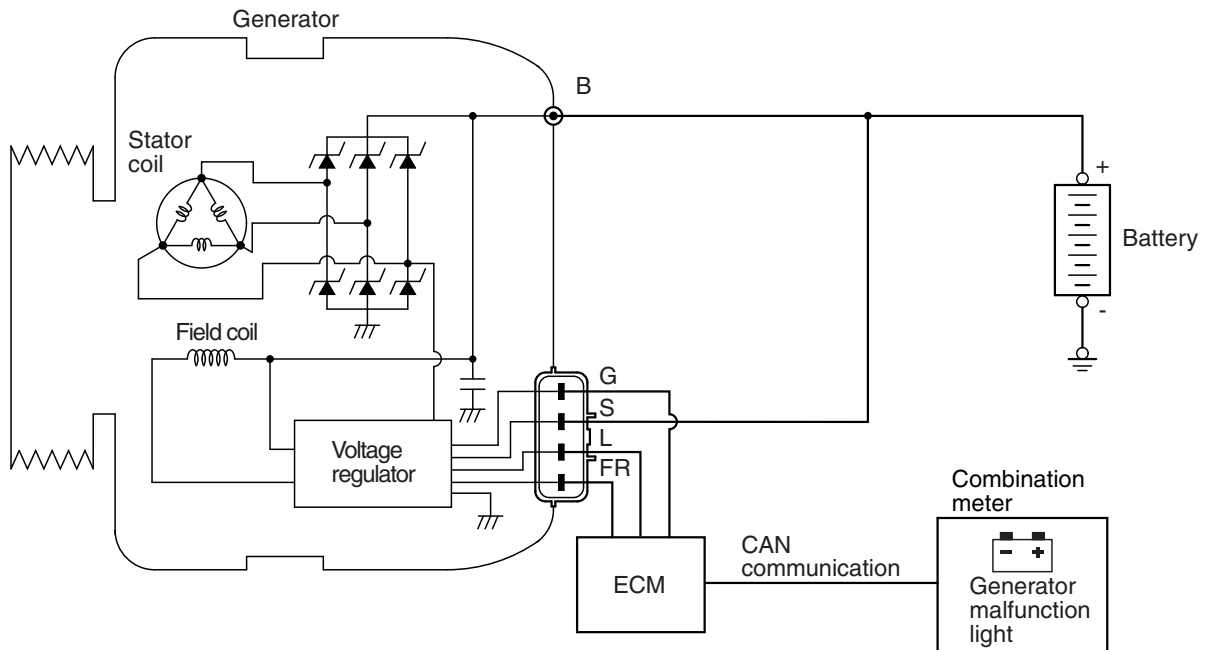 Generator
B
Stator
coil
+
Battery
-
Field coil
G
S
L
FR
Voltage
regulator
Combination
meter
CAN
communication
ECM
- +
Generator
malfunction
light